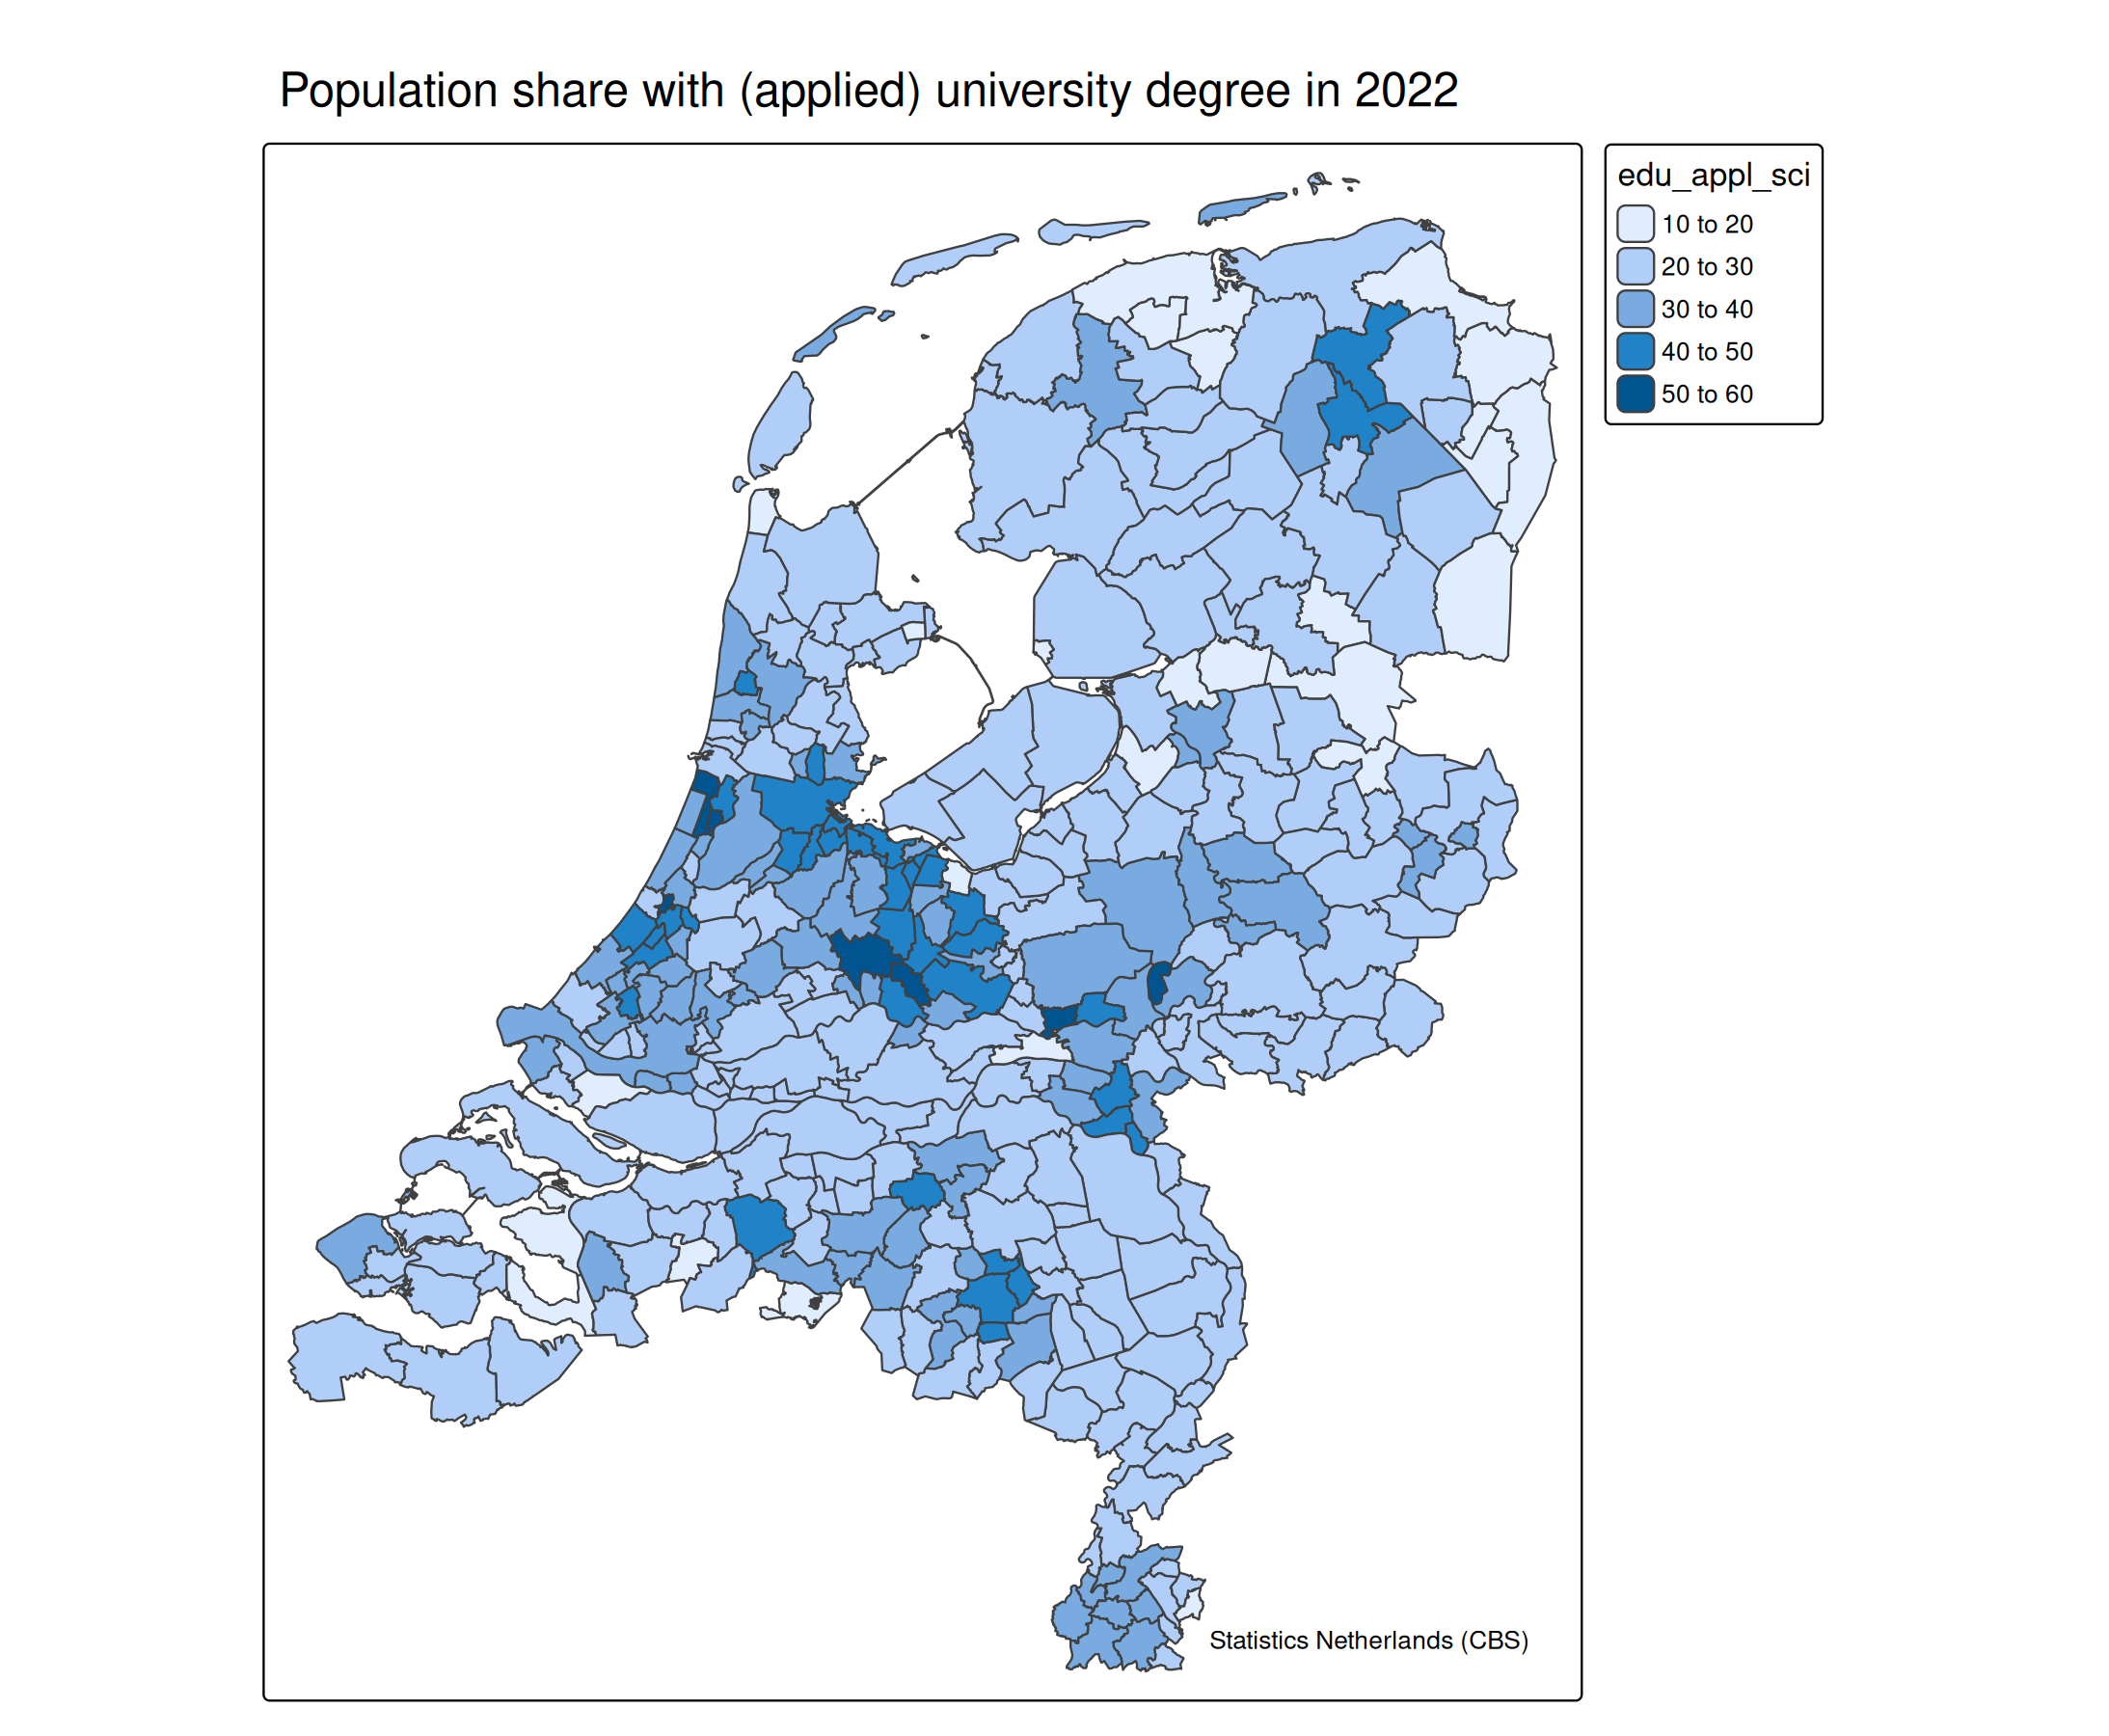 Population share with (applied) university degree in 2022
edu_appl_sci
10 to 20
20 to 30
30 to 40
40 to 50
50 to 60
Statistics Netherlands (CBS)